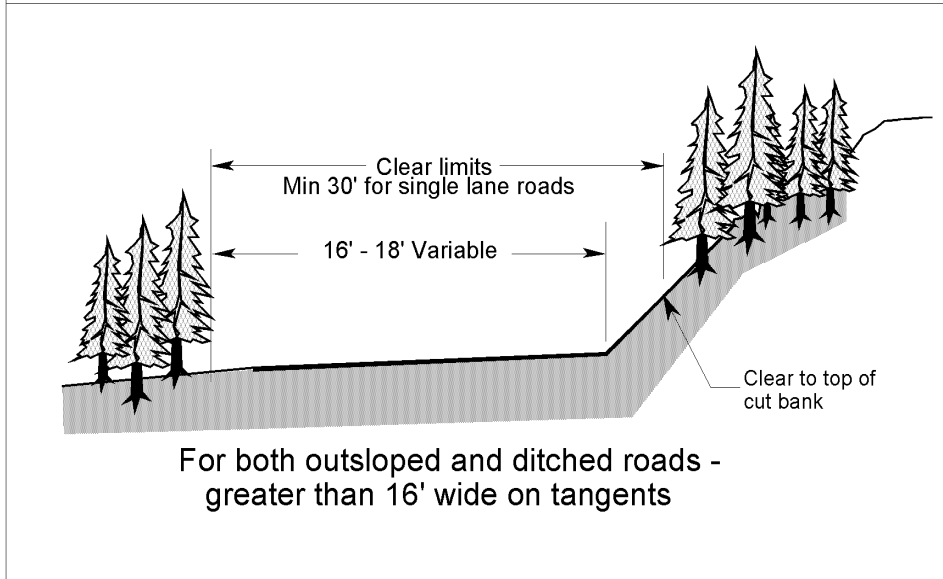 Clear limits
Min 30' for single lane roads
16' - 18' Variable
Clear to top of
cut bank
For both outsloped and ditched roads -
greater than 16' wide on tangents